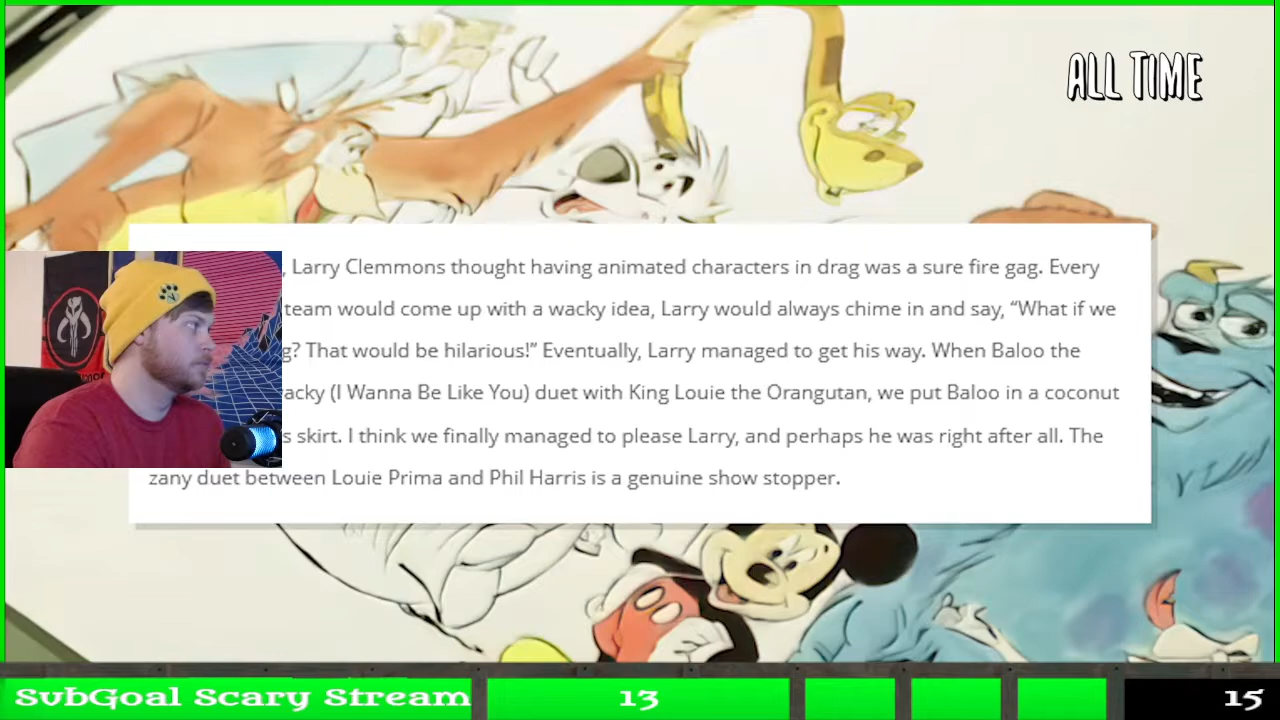 ALL TIME
, Larry Clemmons thought having animated characters in drag was a sure fire gag. Every
team would come up with a wacky idea, Larry would always chime in and say, “What if we
g? That would be hilarious!” Eventually, Larry managed to get his way. When Baloo the
acky (I Wanna Be Like You) duet with King Louie the Orangutan, we put Baloo in a coconut
s skirt. I think we finally managed to please Larry, and perhaps he was right after all. The
zany duet between Louie Prima and Phil Harris is a genuine show stopper.
SubGoal Scary Stream 13 15